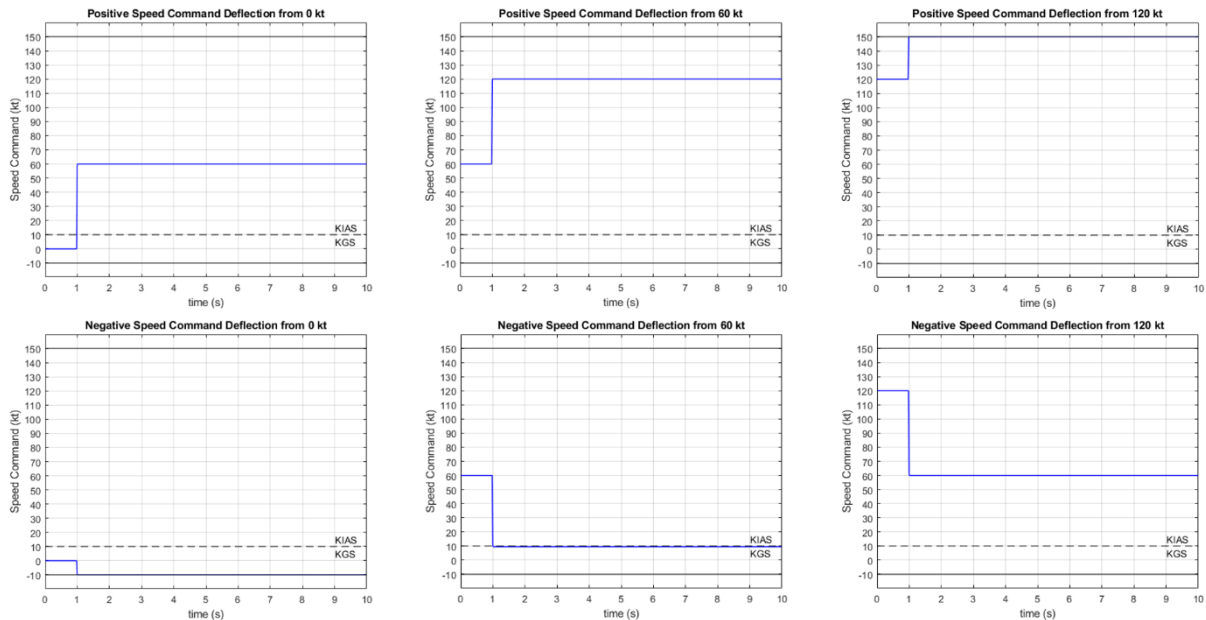 Positive Speed Command Deflection from 0 kt
150
140
130
120
110
100
90
80
70
60
50
40
30
20
10
0
-10
Speed Command (kt)
KIAS
KGS
0 1 2 3 4 5 6 7 8 9 10
time (s)
Positive Speed Command Deflection from 60 kt
150
140
130
120
110
100
90
80
70
60
50
40
30
20
10
0
-10
Speed Command (kt)
KIAS
KGS
0 1 2 3 4 5 6 7 8 9 10
time (s)
Positive Speed Command Deflection from 120 kt
150
140
130
120
110
100
90
80
70
60
50
40
30
20
10
0
-10
Speed Command (kt)
KIAS
KGS
0 1 2 3 4 5 6 7 8 9 10
time (s)
Negative Speed Command Deflection from 0 kt
150
140
130
120
110
100
90
80
70
60
50
40
30
20
10
0
-10
Speed Command (kt)
KIAS
KGS
0 1 2 3 4 5 6 7 8 9 10
time (s)
Negative Speed Command Deflection from 60 kt
150
140
130
120
110
100
90
80
70
60
50
40
30
20
10
0
-10
Speed Command (kt)
KIAS
KGS
0 1 2 3 4 5 6 7 8 9 10
time (s)
Negative Speed Command Deflection from 120 kt
150
140
130
120
110
100
90
80
70
60
50
40
30
20
10
0
-10
Speed Command (kt)
KIAS
KGS
0 1 2 3 4 5 6 7 8 9 10
time (s)